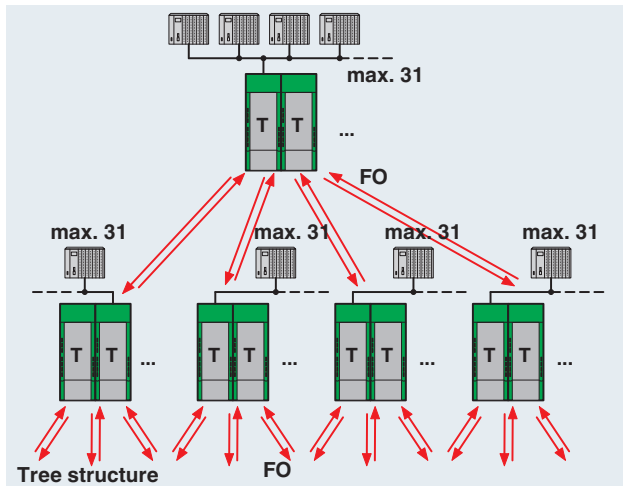 max. 31
T T ...
FO
max. 31 max. 31 max. 31 max. 31
T T ... T T ... T T ... T T ...
Tree structure FO